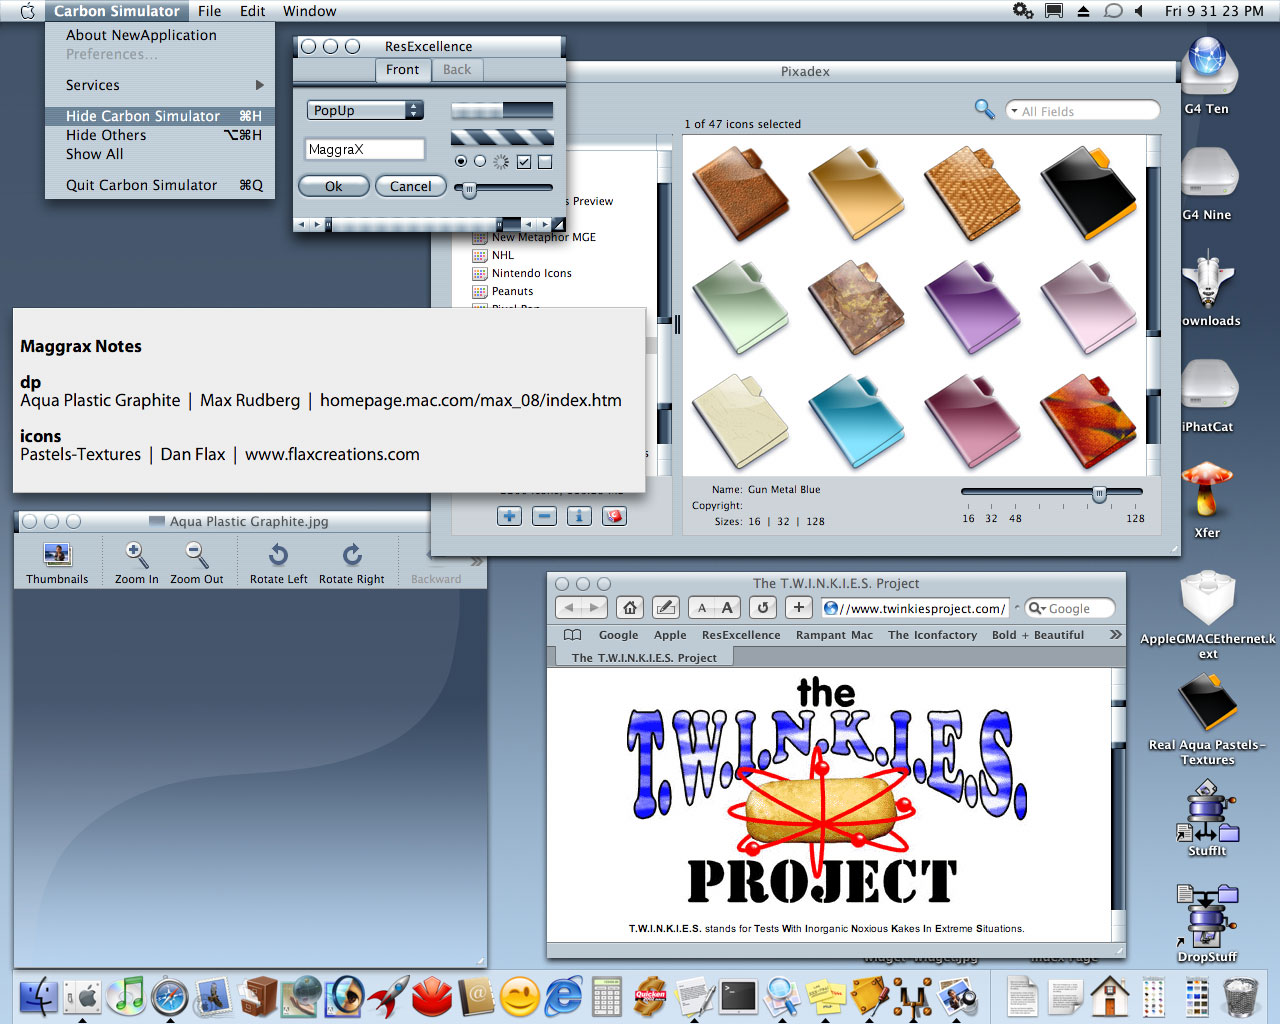 Carbon Simulator File Edit Window
Fri 9 31 23 PM
About NewApplication
Preferences...
Services
Hide Carbon Simulator ⌘H
Hide Others ⌥⌘H
Show All
Quit Carbon Simulator ⌘Q
ResExcellence
Front Back
PopUp
MaggraX
Ok Cancel
Pixadex
1 of 47 icons selected
All Fields
s Preview
New Metaphor MGE
NHL
Nintendo Icons
Peanuts
Name: Gun Metal Blue
Copyright:
Sizes: 16 | 32 | 128
16 32 48 128
Maggrax Notes
dp
Aqua Plastic Graphite | Max Rudberg | homepage.mac.com/max_08/index.htm
icons
Pastels-Textures | Dan Flax | www.flaxcreations.com
Aqua Plastic Graphite.jpg
Thumbnails Zoom In Zoom Out Rotate Left Rotate Right Backward
The T.W.I.N.K.I.E.S. Project
A A
//www.twinkiesproject.com/
Google
Google Apple ResExcellence Rampant Mac The Iconfactory Bold + Beautiful
The T.W.I.N.K.I.E.S. Project
the
T.W.I.N.K.I.E.S.
PROJECT
T.W.I.N.K.I.E.S. stands for Tests With Inorganic Noxious Kakes In Extreme Situations.
G4 Ten
G4 Nine
ownloads
iPhatCat
Xfer
AppleGMACEthernet.k
ext
Real Aqua Pastels-
Textures
StuffIt
DropStuff
Quicken